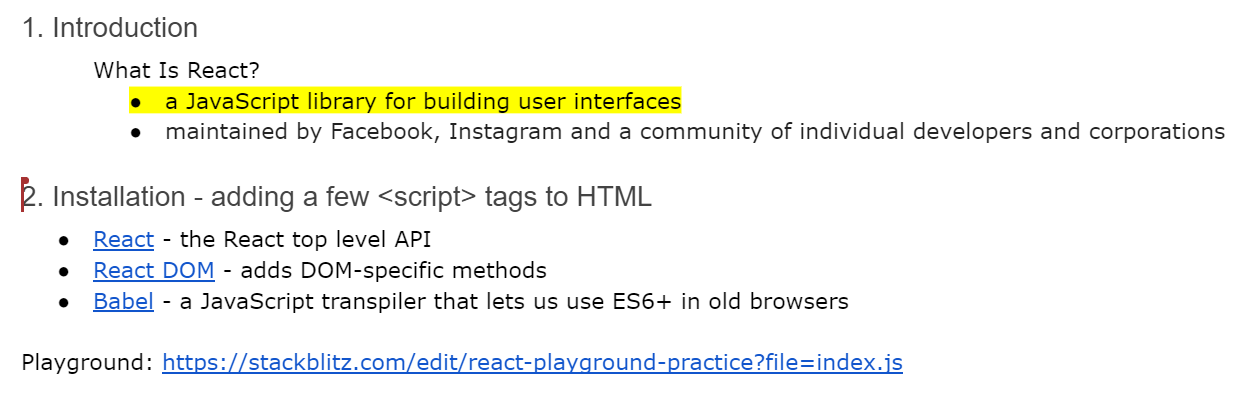 1. Introduction
What Is React?
● a JavaScript library for building user interfaces
● maintained by Facebook, Instagram and a community of individual developers and corporations
2. Installation - adding a few <script> tags to HTML
● React - the React top level API
● React DOM - adds DOM-specific methods
● Babel - a JavaScript transpiler that lets us use ES6+ in old browsers
Playground: https://stackblitz.com/edit/react-playground-practice?file=index.js